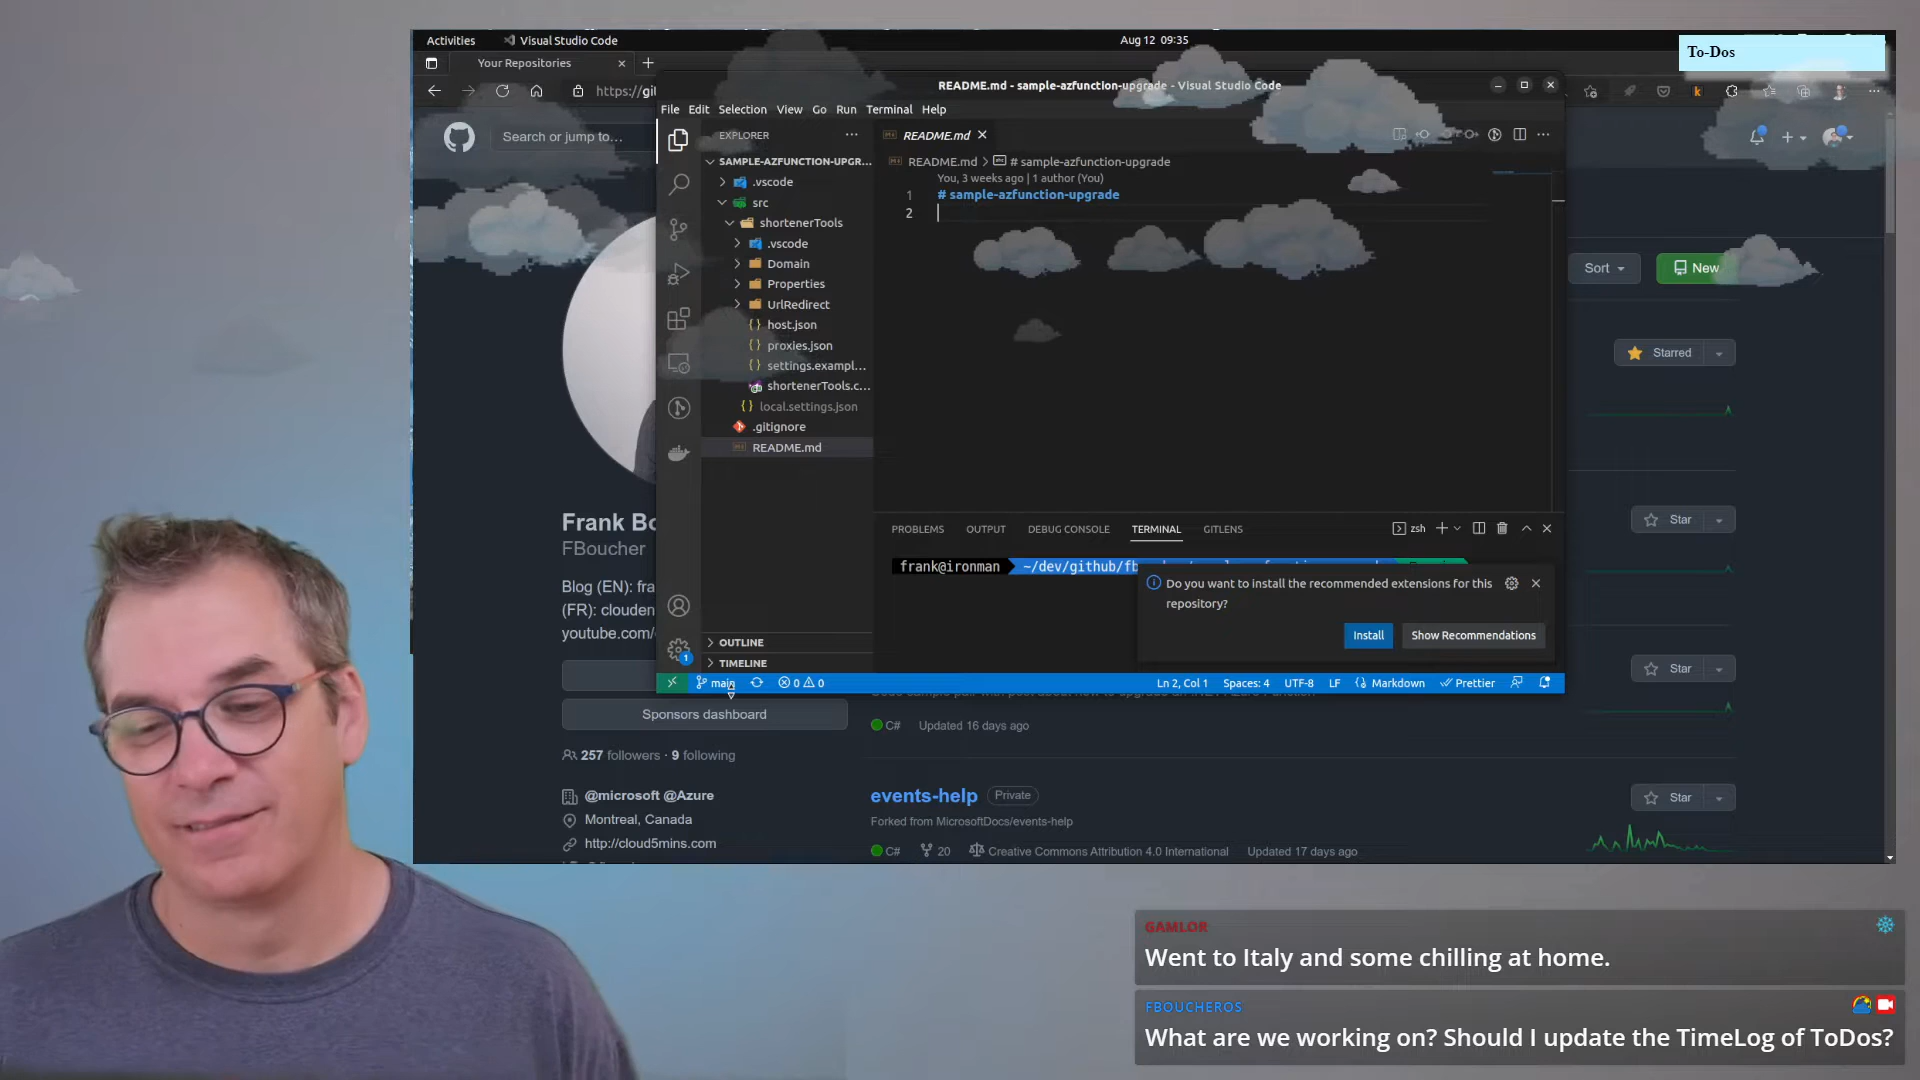 Activities
Visual Studio Code
Aug 12 09:35
To-Dos
Your Repositories
README.md - sample-azfunction-upgrade - Visual Studio Code
File Edit Selection View Go Run Terminal Help
Search or jump to...
EXPLORER
README.md
SAMPLE-AZFUNCTION-UPGR...
README.md > # sample-azfunction-upgrade
.vscode
You, 3 weeks ago | 1 author (You)
1 # sample-azfunction-upgrade
src
2
shortenerTools
.vscode
Domain
Sort
New
Properties
UrlRedirect
host.json
proxies.json
Starred
settings.exampl...
shortenerTools.c...
local.settings.json
.gitignore
README.md
Frank Bo
Star
PROBLEMS OUTPUT DEBUG CONSOLE TERMINAL GITLENS
zsh
FBoucher
frank@ironman ~/dev/github/fb
Do you want to install the recommended extensions for this
repository?
Install
Show Recommendations
Blog (EN): fra
(FR): clouden
youtube.com/
OUTLINE
TIMELINE
Star
1
main
0 0
Ln 2, Col 1 Spaces: 4 UTF-8 LF Markdown Prettier
Sponsors dashboard
C# Updated 16 days ago
257 followers · 9 following
@microsoft @Azure
Montreal, Canada
http://cloud5mins.com
events-help Private
Star
Forked from MicrosoftDocs/events-help
C# 20 Creative Commons Attribution 4.0 International Updated 17 days ago
GAMLOR
Went to Italy and some chilling at home.
FBOUCHEROS
What are we working on? Should I update the TimeLog of ToDos?